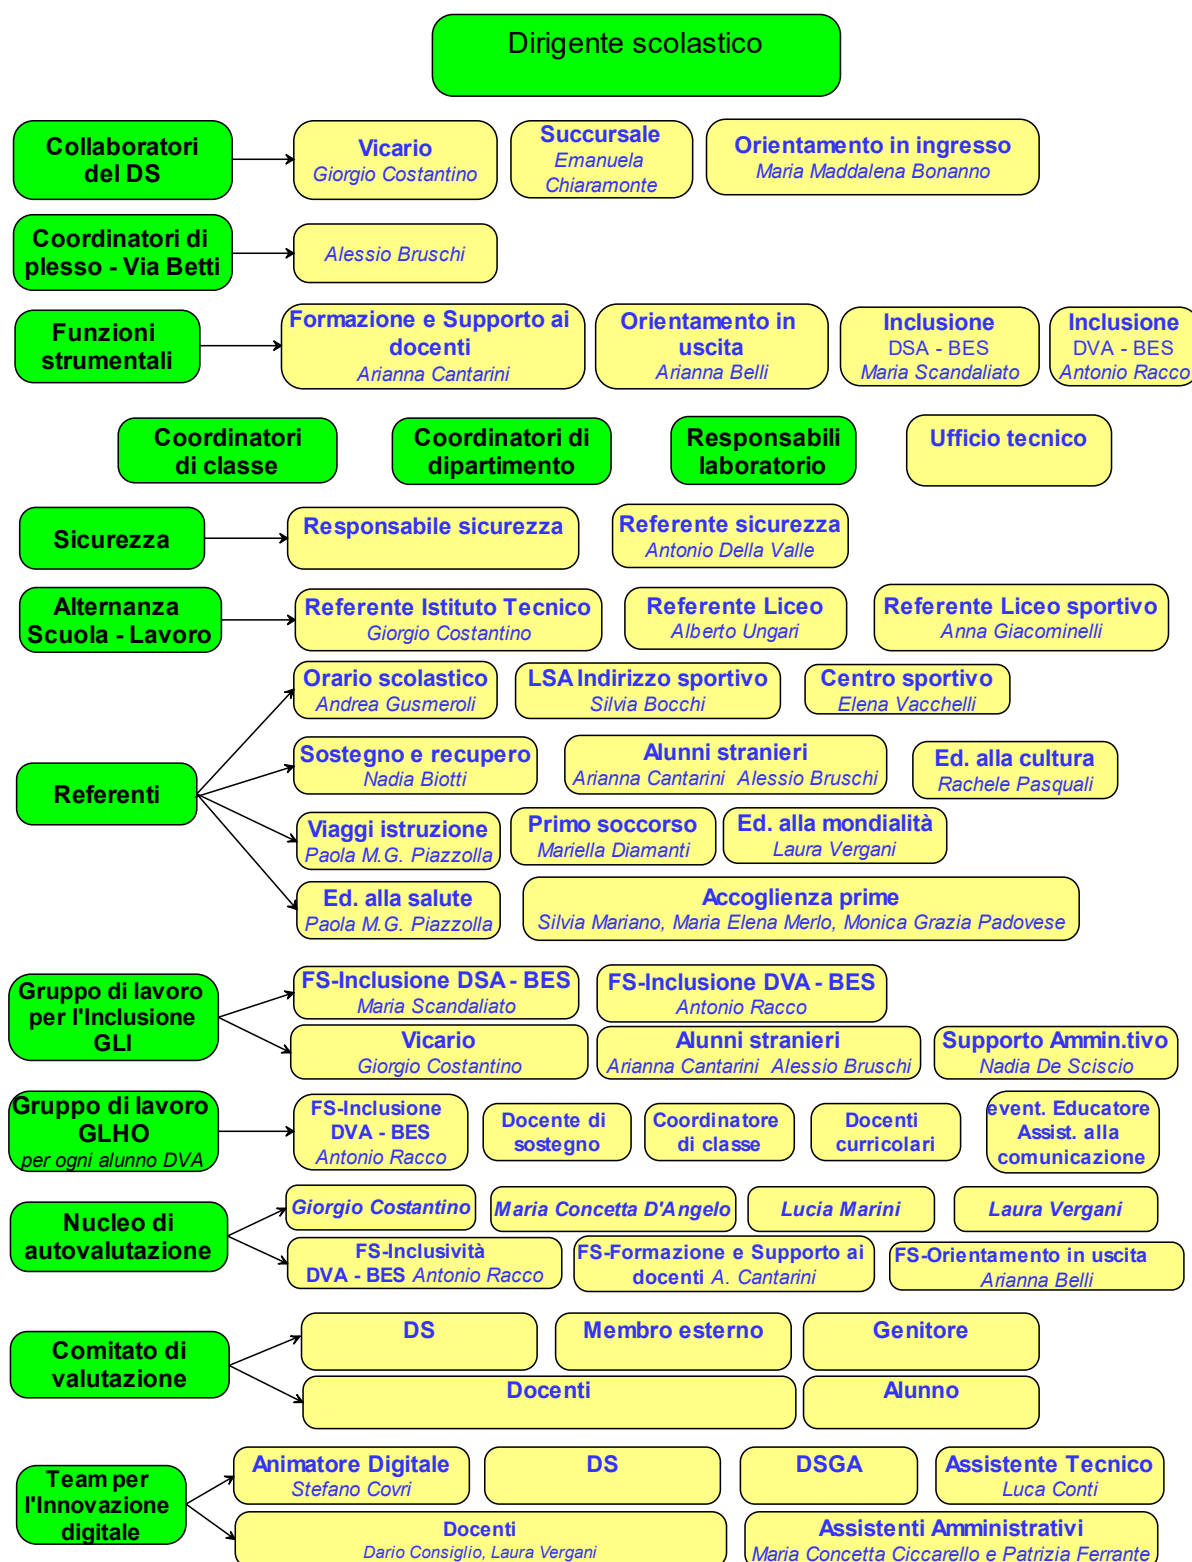 Dirigente scolastico
Collaboratori
del DS
Vicario
Giorgio Costantino
Succursale
Emanuela
Chiaramonte
Orientamento in ingresso
Maria Maddalena Bonanno
Coordinatori di
plesso - Via Betti
Alessio Bruschi
Funzioni
strumentali
Formazione e Supporto ai
docenti
Arianna Cantarini
Orientamento in
uscita
Arianna Belli
Inclusione
DSA - BES
Maria Scandaliato
Inclusione
DVA - BES
Antonio Racco
Coordinatori
di classe
Coordinatori di
dipartimento
Responsabili
laboratorio
Ufficio tecnico
Sicurezza
Responsabile sicurezza
Referente sicurezza
Antonio Della Valle
Alternanza
Scuola - Lavoro
Referente Istituto Tecnico
Giorgio Costantino
Referente Liceo
Alberto Ungari
Referente Liceo sportivo
Anna Giacominelli
Referenti
Orario scolastico
Andrea Gusmeroli
LSA Indirizzo sportivo
Silvia Bocchi
Centro sportivo
Elena Vacchelli
Sostegno e recupero
Nadia Biotti
Alunni stranieri
Arianna Cantarini Alessio Bruschi
Ed. alla cultura
Rachele Pasquali
Viaggi istruzione
Paola M.G. Piazzolla
Primo soccorso
Mariella Diamanti
Ed. alla mondialità
Laura Vergani
Ed. alla salute
Paola M.G. Piazzolla
Accoglienza prime
Silvia Mariano, Maria Elena Merlo, Monica Grazia Padovese
Gruppo di lavoro
per l'Inclusione
GLI
FS-Inclusione DSA - BES
Maria Scandaliato
FS-Inclusione DVA - BES
Antonio Racco
Vicario
Giorgio Costantino
Alunni stranieri
Arianna Cantarini Alessio Bruschi
Supporto Ammin.tivo
Nadia De Sciscio
Gruppo di lavoro
GLHO
per ogni alunno DVA
FS-Inclusione
DVA - BES
Antonio Racco
Docente di
sostegno
Coordinatore
di classe
Docenti
curricolari
event. Educatore
Assist. alla
comunicazione
Nucleo di
autovalutazione
Giorgio Costantino
Maria Concetta D'Angelo
Lucia Marini
Laura Vergani
FS-Inclusività
DVA - BES Antonio Racco
FS-Formazione e Supporto ai
docenti A. Cantarini
FS-Orientamento in uscita
Arianna Belli
Comitato di
valutazione
DS
Membro esterno
Genitore
Docenti
Alunno
Team per
l'Innovazione
digitale
Animatore Digitale
Stefano Covri
DS
DSGA
Assistente Tecnico
Luca Conti
Docenti
Dario Consiglio, Laura Vergani
Assistenti Amministrativi
Maria Concetta Ciccarello e Patrizia Ferrante